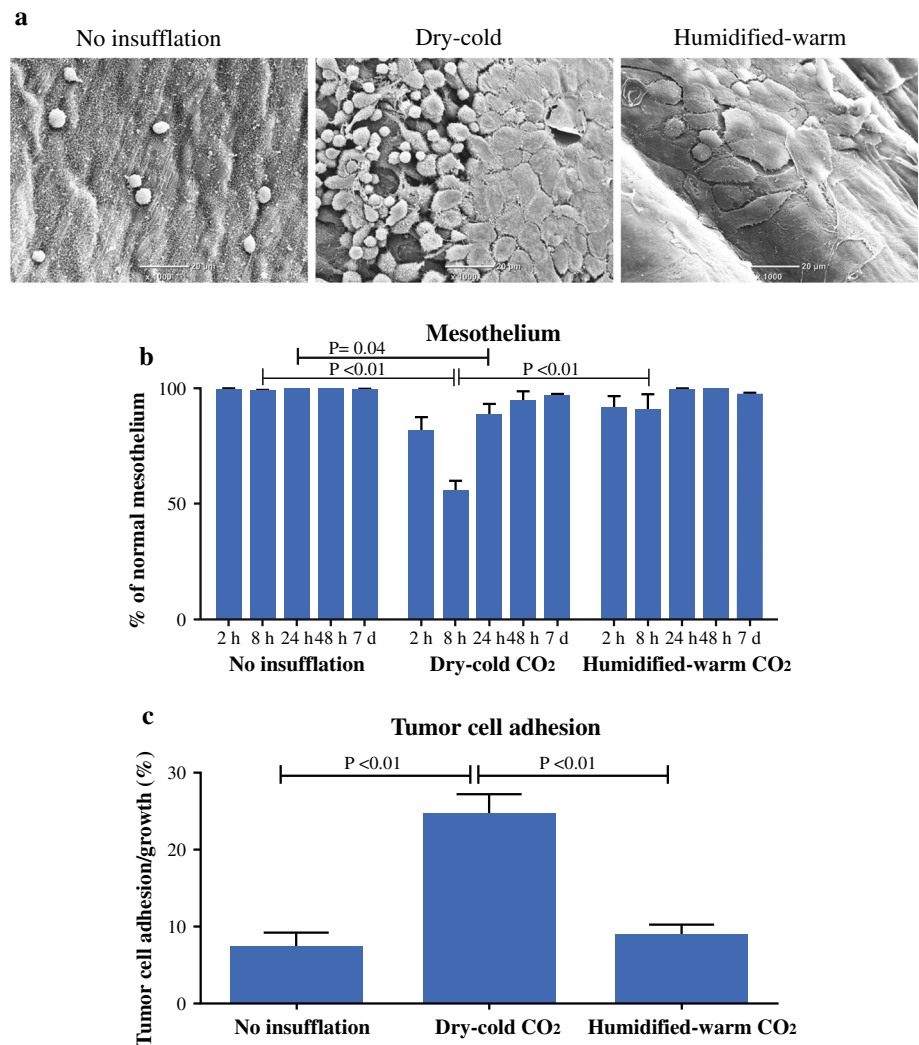 a
No insufflation Dry-cold Humidified-warm
x 1000 20 µm x 1000 20 µm x 1000 20 µm
Mesothelium
b
P= 0.04
P <0.01 P <0.01
% of normal mesothelium
100
50
0
2 h 8 h 24 h 48 h 7 d 2 h 8 h 24 h 48 h 7 d 2 h 8 h 24 h 48 h 7 d
No insufflation Dry-cold CO2 Humidified-warm CO2
c
Tumor cell adhesion
P <0.01 P <0.01
Tumor cell adhesion/growth (%)
30
20
10
0
No insufflation Dry-cold CO2 Humidified-warm CO2